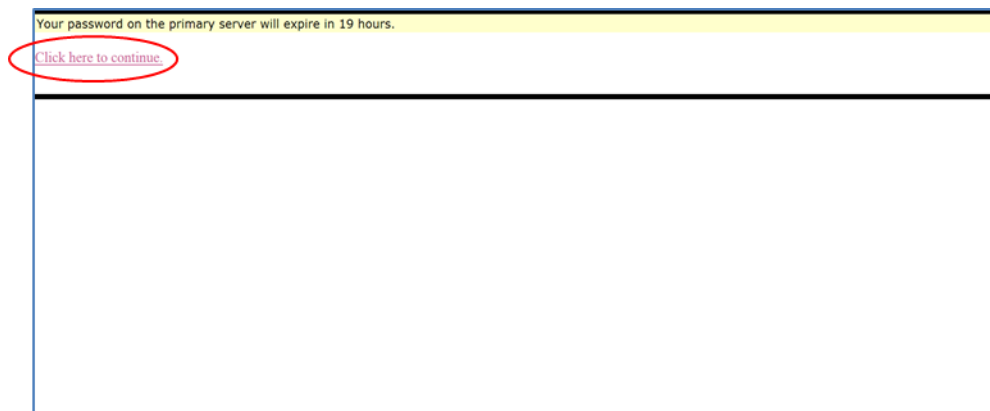 Your password on the primary server will expire in 19 hours.
Click here to continue.